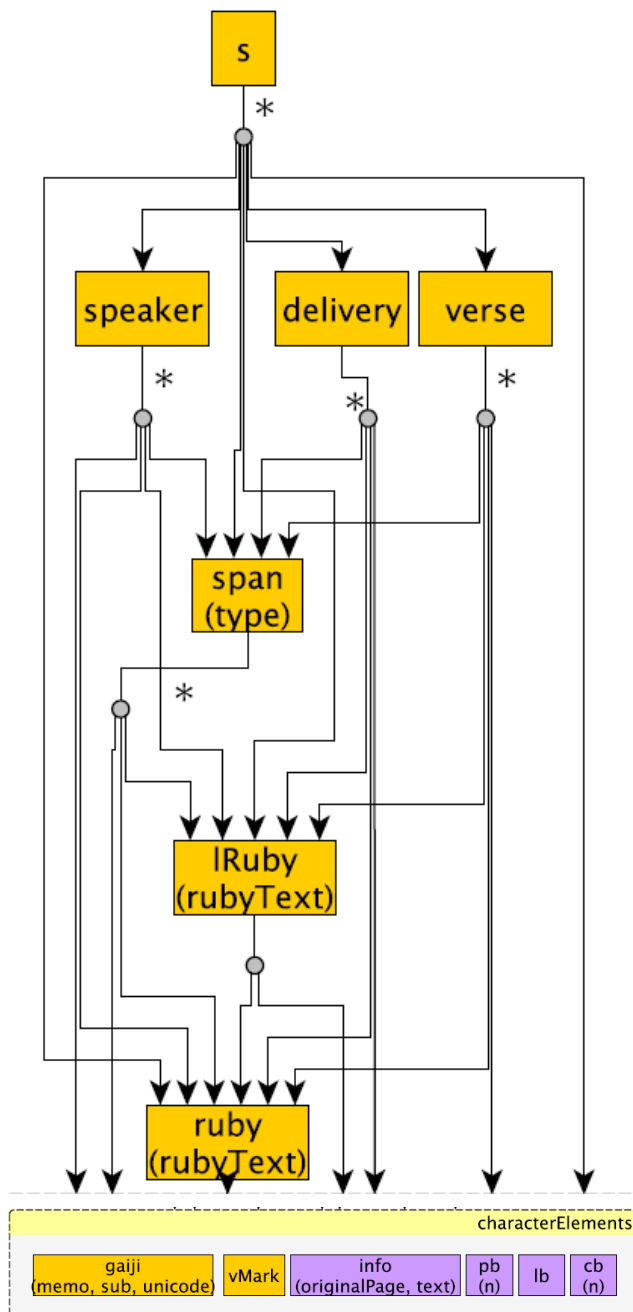 s
*
speaker
delivery
verse
*
*
*
span
(type)
*
lRuby
(rubyText)
ruby
(rubyText)
characterElements
gaiji
(memo, sub, unicode)
vMark
info
(originalPage, text)
pb
(n)
lb
cb
(n)